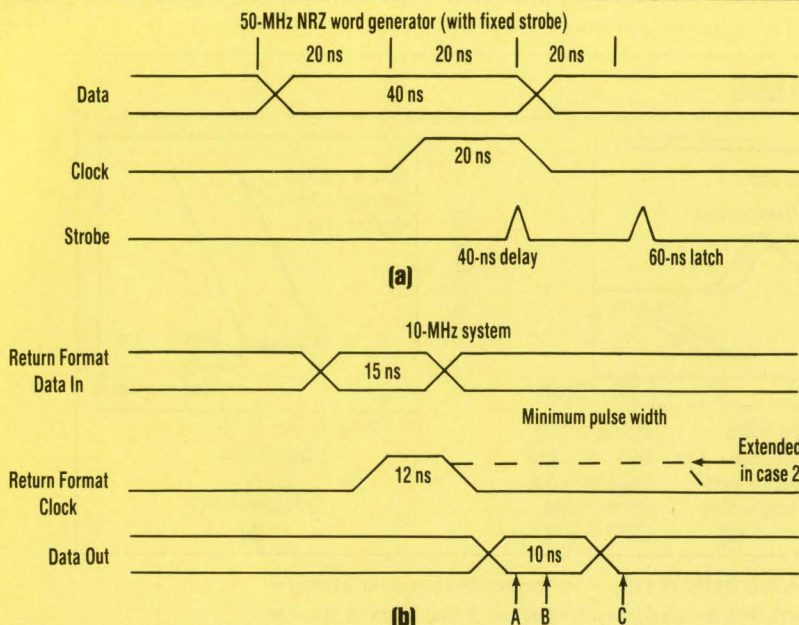 50-MHz NRZ word generator (with fixed strobe)
20 ns 20 ns 20 ns
Data 40 ns
Clock 20 ns
Strobe
40-ns delay 60-ns latch
(a)
10-MHz system
Return Format
Data In
15 ns
Minimum pulse width
Extended
in case 2
Return Format
Clock
12 ns
Data Out 10 ns
A B C
(b)